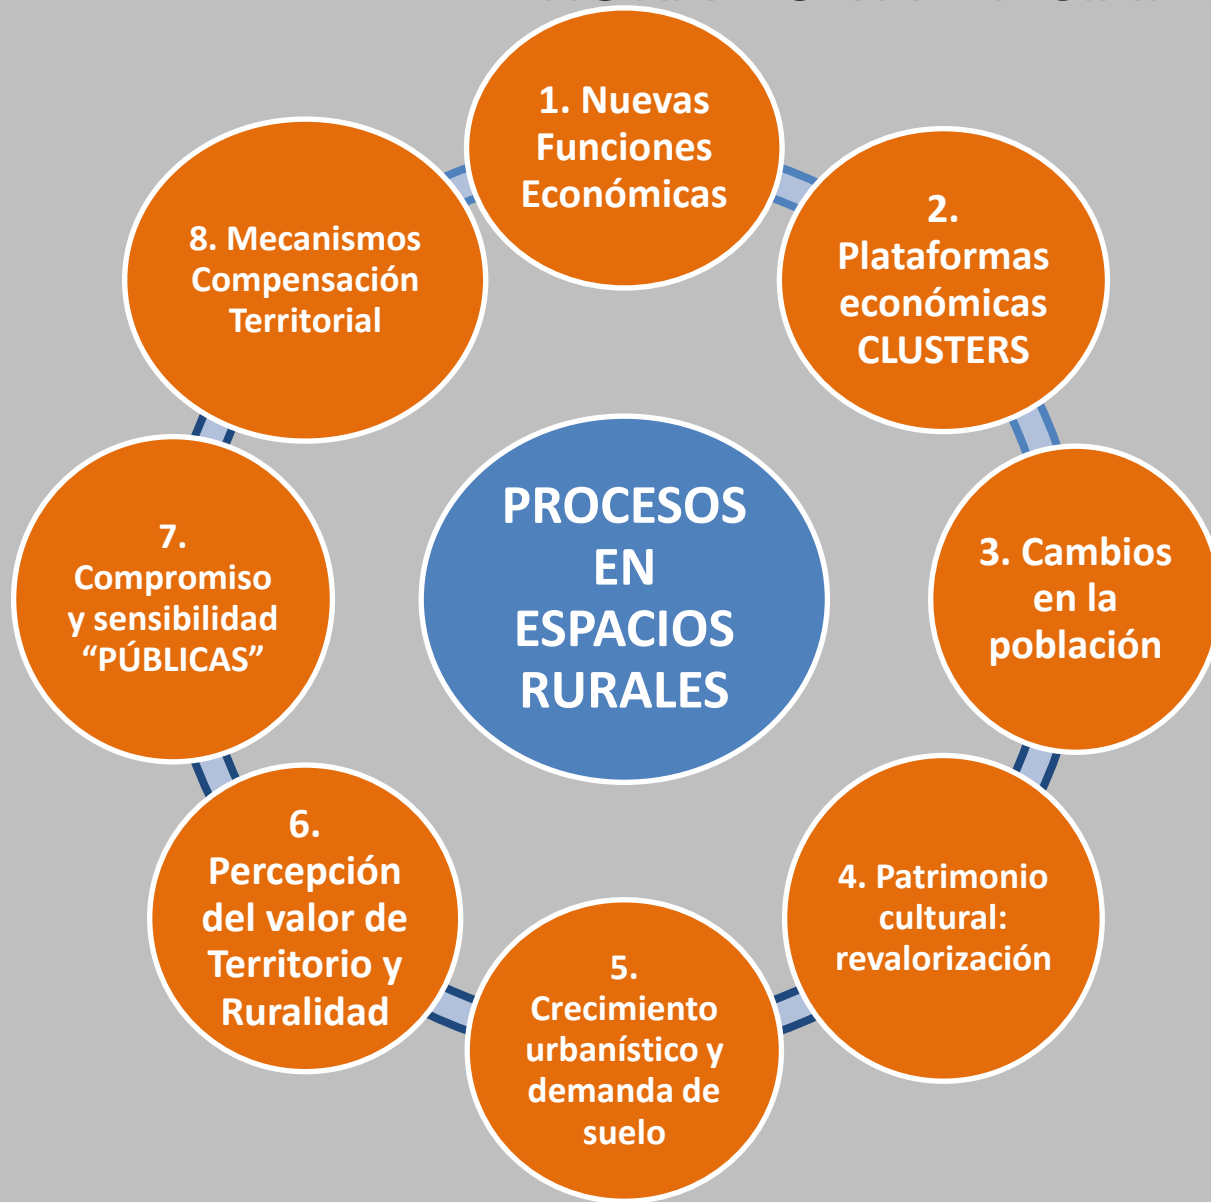 1. Nuevas
Funciones
Económicas
2.
Plataformas
económicas
CLUSTERS
3. Cambios
en la
población
4. Patrimonio
cultural:
revalorización
5.
Crecimiento
urbanístico y
demanda de
suelo
6.
Percepción
del valor de
Territorio y
Ruralidad
7.
Compromiso
y sensibilidad
“PÚBLICAS”
8. Mecanismos
Compensación
Territorial
PROCESOS
EN
ESPACIOS
RURALES